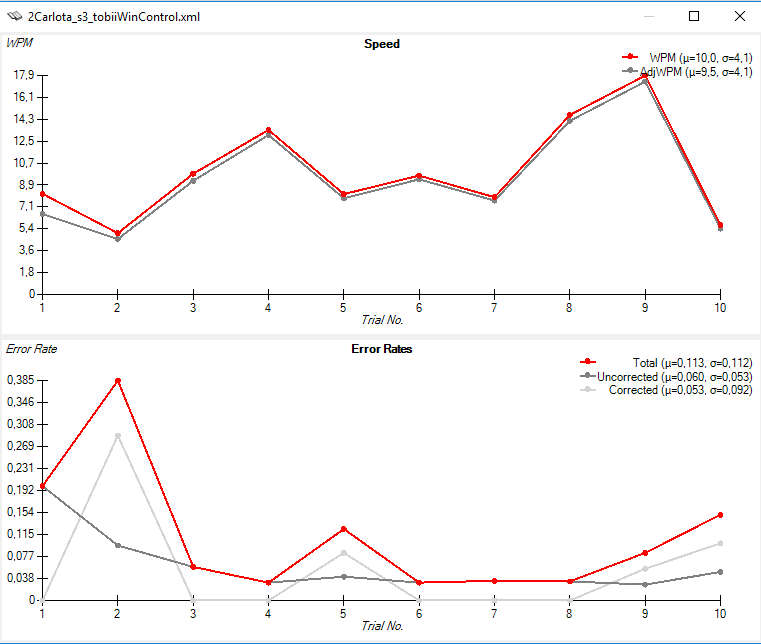 2Carlota_s3_tobiiWinControl.xml
WPM
Speed
WPM (μ=10,0, σ=4,1)
AdjWPM (μ=9,5, σ=4,1)
17,9
16,1
14,3
12,5
10,7
8,9
7,1
5,4
3,6
1,8
0
1 2 3 4 5 6 7 8 9 10
Trial No.
Error Rate
Error Rates
Total (μ=0,113, σ=0,112)
Uncorrected (μ=0,060, σ=0,053)
Corrected (μ=0,053, σ=0,092)
0,385
0,346
0,308
0,269
0,231
0,192
0,154
0,115
0,077
0,038
0
1 2 3 4 5 6 7 8 9 10
Trial No.